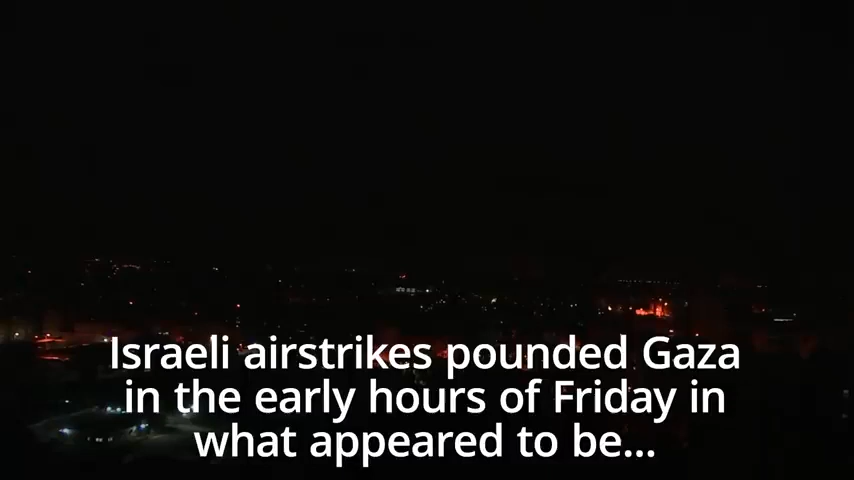 Israeli airstrikes pounded Gaza
in the early hours of Friday in
what appeared to be...